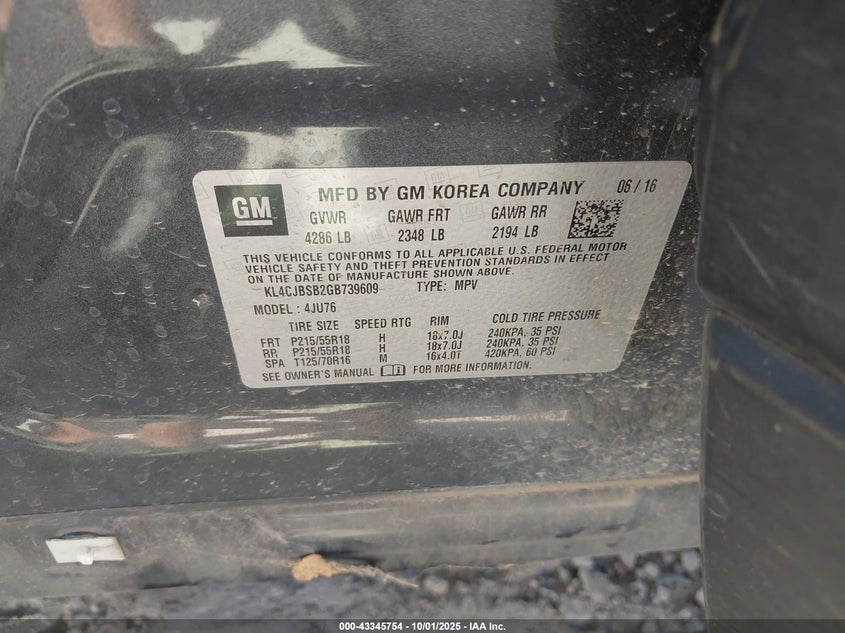 GM
MFD BY GM KOREA COMPANY 06 / 16
GVWR GAWR FRT GAWR RR
4286 LB 2348 LB 2194 LB
THIS VEHICLE CONFORMS TO ALL APPLICABLE U.S. FEDERAL MOTOR
VEHICLE SAFETY AND THEFT PREVENTION STANDARDS IN EFFECT
ON THE DATE OF MANUFACTURE SHOWN ABOVE.
KL4CJBSB2GB739609 TYPE: MPV
MODEL : 4JU76
TIRE SIZE SPEED RTG RIM COLD TIRE PRESSURE
FRT P215/55R18 H 18x7.0J 240KPA, 35 PSI
RR P215/55R18 H 18x7.0J 240KPA, 35 PSI
SPA T125/70R16 M 16x4.0T 420KPA, 60 PSI
SEE OWNER'S MANUAL FOR MORE INFORMATION.
000-43345754 - 10/01/2025 - IAA Inc.